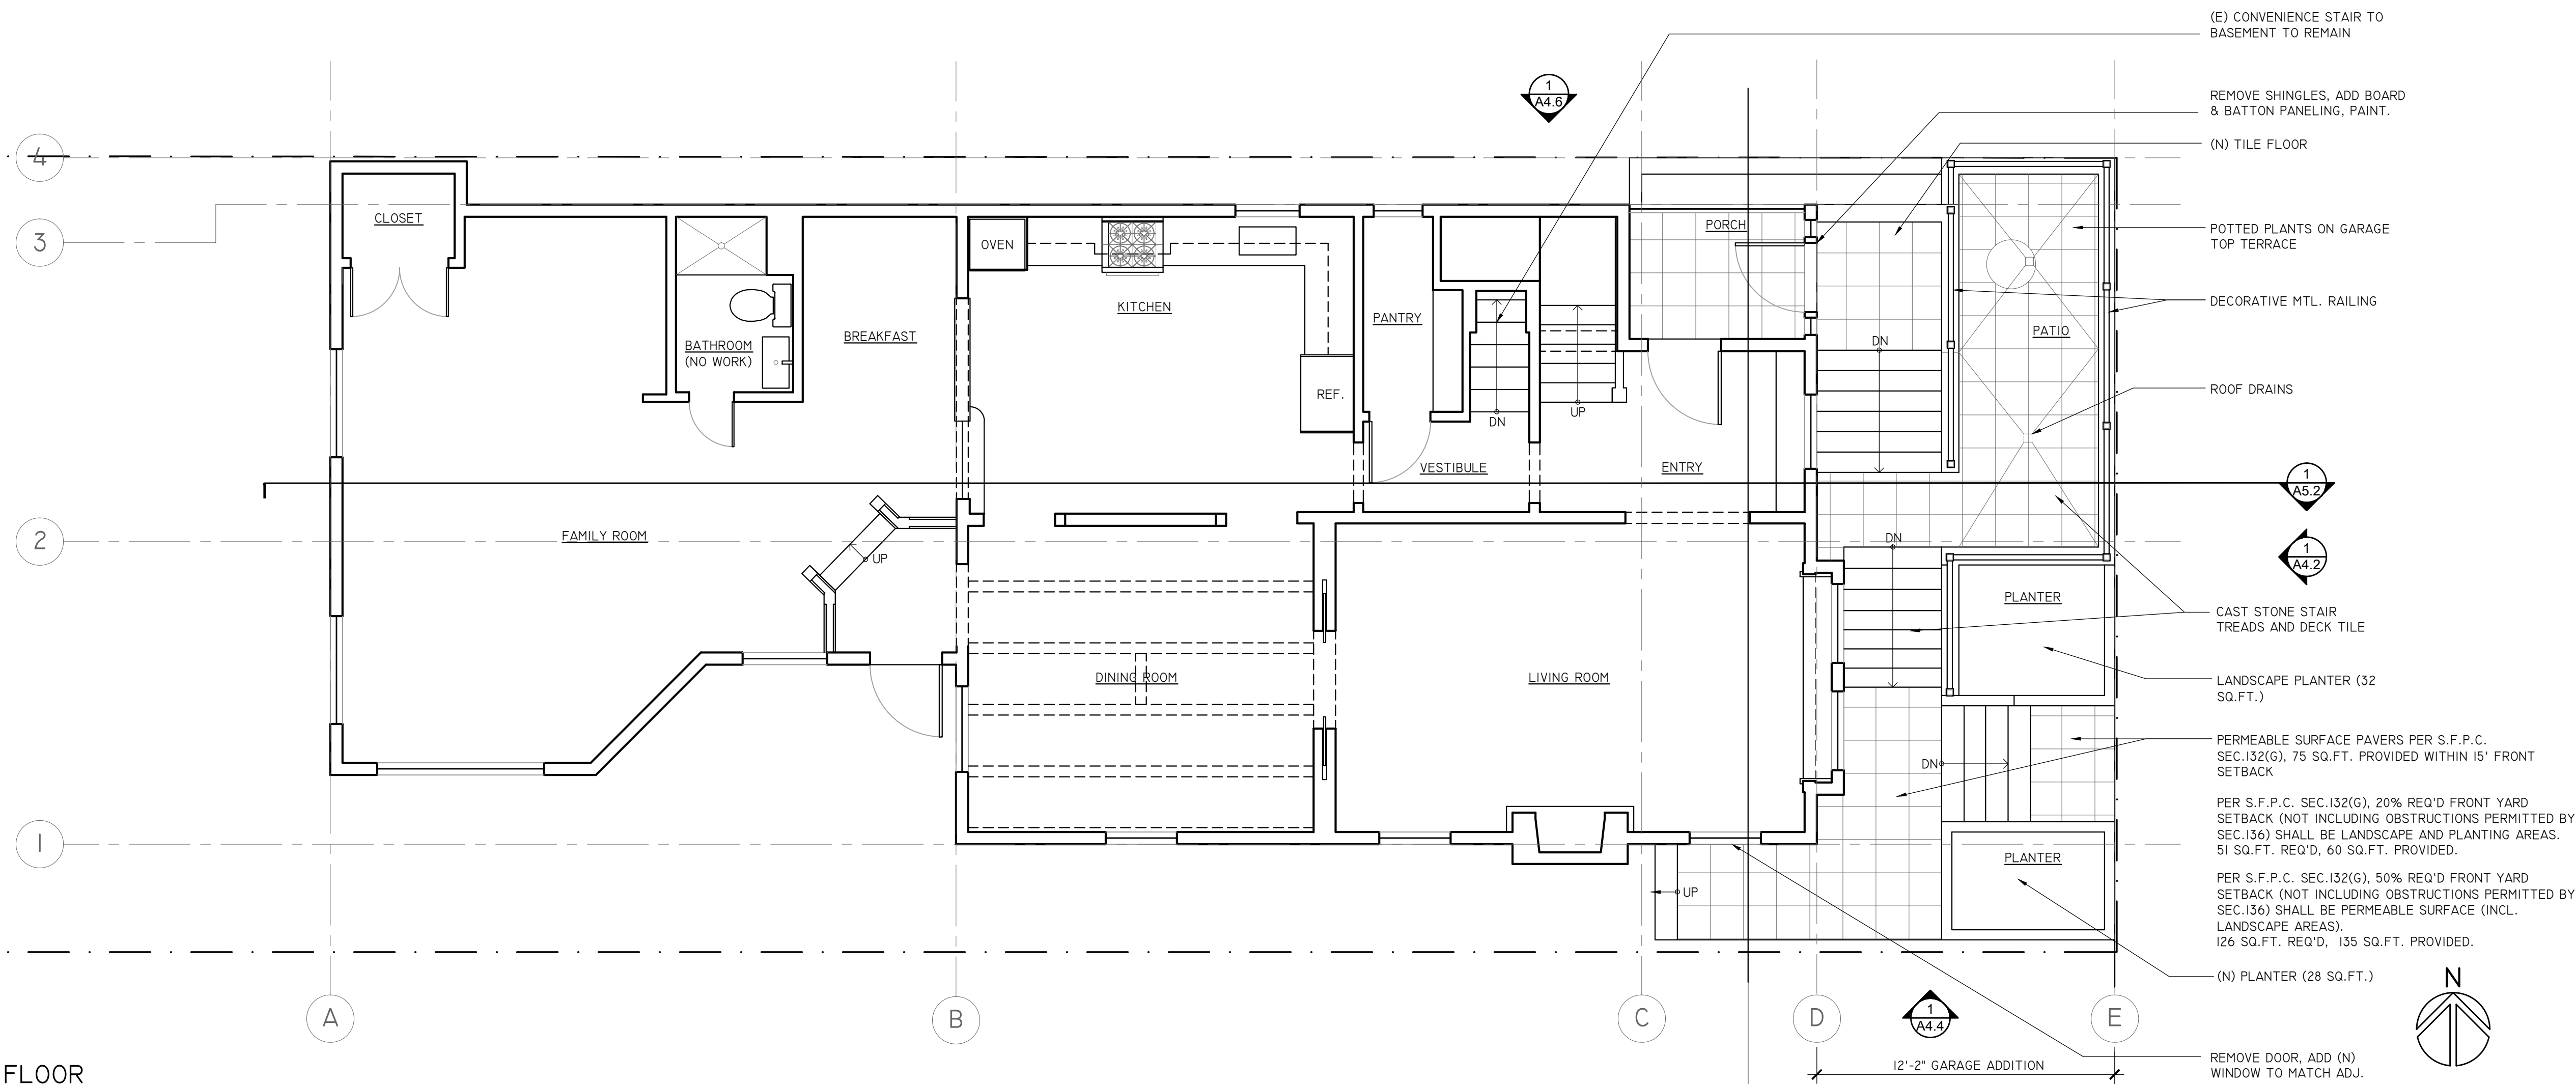 (E) CONVENIENCE STAIR TO
BASEMENT TO REMAIN
1
A4.6
REMOVE SHINGLES, ADD BOARD
& BATTON PANELING, PAINT.
(N) TILE FLOOR
4
3
CLOSET
OVEN
PORCH
POTTED PLANTS ON GARAGE
TOP TERRACE
KITCHEN
DECORATIVE MTL. RAILING
PANTRY
BREAKFAST
BATHROOM
(NO WORK)
PATIO
DN
REF.
ROOF DRAINS
DN
UP
VESTIBULE
ENTRY
1
A5.2
2
FAMILY ROOM
UP
DN
1
A4.2
PLANTER
CAST STONE STAIR
TREADS AND DECK TILE
DINING ROOM
LIVING ROOM
LANDSCAPE PLANTER (32
SQ.FT.)
DN
PERMEABLE SURFACE PAVERS PER S.F.P.C.
SEC.132(G), 75 SQ.FT. PROVIDED WITHIN 15' FRONT
SETBACK
PER S.F.P.C. SEC.132(G), 20% REQ'D FRONT YARD
SETBACK (NOT INCLUDING OBSTRUCTIONS PERMITTED BY
SEC.136) SHALL BE LANDSCAPE AND PLANTING AREAS.
51 SQ.FT. REQ'D, 60 SQ.FT. PROVIDED.
1
PLANTER
UP
PER S.F.P.C. SEC.132(G), 50% REQ'D FRONT YARD
SETBACK (NOT INCLUDING OBSTRUCTIONS PERMITTED BY
SEC.136) SHALL BE PERMEABLE SURFACE (INCL.
LANDSCAPE AREAS).
126 SQ.FT. REQ'D, 135 SQ.FT. PROVIDED.
(N) PLANTER (28 SQ.FT.)
N
A
B
C
D
E
1
A4.4
12'-2" GARAGE ADDITION
REMOVE DOOR, ADD (N)
WINDOW TO MATCH ADJ.
FLOOR